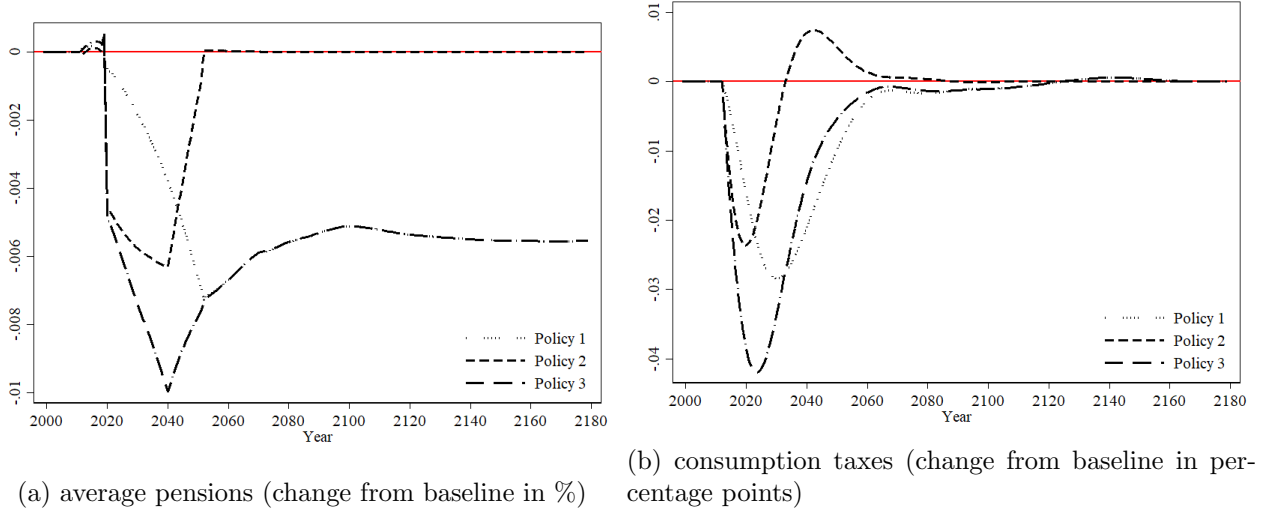 0
-.002
-.004
-.006
-.008
-.01
2000 2020 2040 2060 2080 2100 2120 2140 2160 2180
Year
Policy 1
Policy 2
Policy 3
(a) average pensions (change from baseline in %)
.01
0
-.01
-.02
-.03
-.04
2000 2020 2040 2060 2080 2100 2120 2140 2160 2180
Year
Policy 1
Policy 2
Policy 3
(b) consumption taxes (change from baseline in per-
centage points)